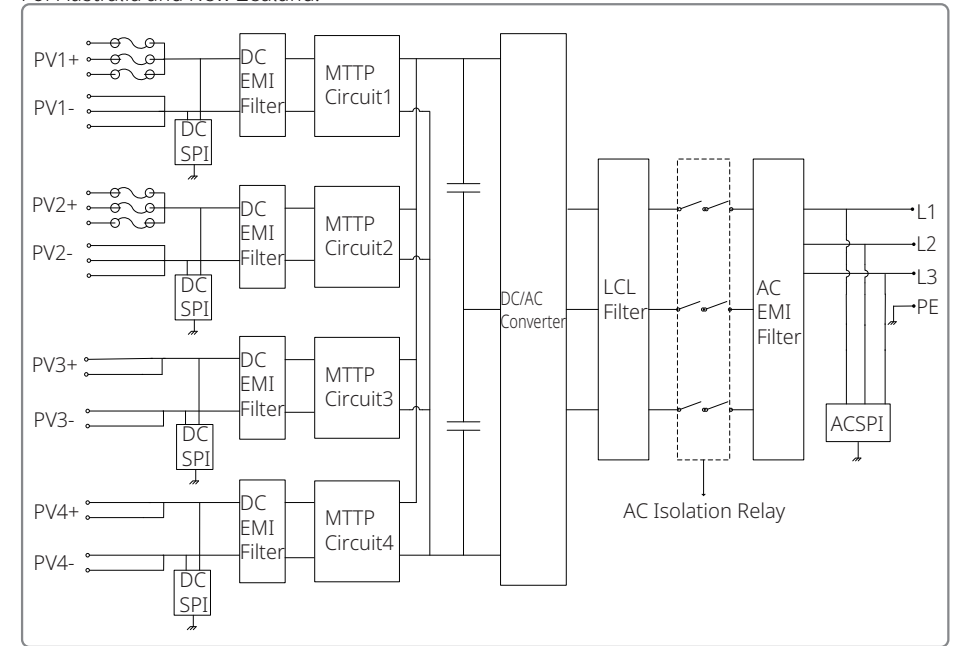 For Australia and New Zealand:
PV1+
PV1-
DC
SPI
DC
EMI
Filter
MTTP
Circuit1
PV2+
PV2-
DC
SPI
DC
EMI
Filter
MTTP
Circuit2
PV3+
PV3-
DC
SPI
DC
EMI
Filter
MTTP
Circuit3
PV4+
PV4-
DC
SPI
DC
EMI
Filter
MTTP
Circuit4
DC/AC
Converter
LCL
Filter
AC Isolation Relay
AC
EMI
Filter
L1
L2
L3
PE
ACSPI